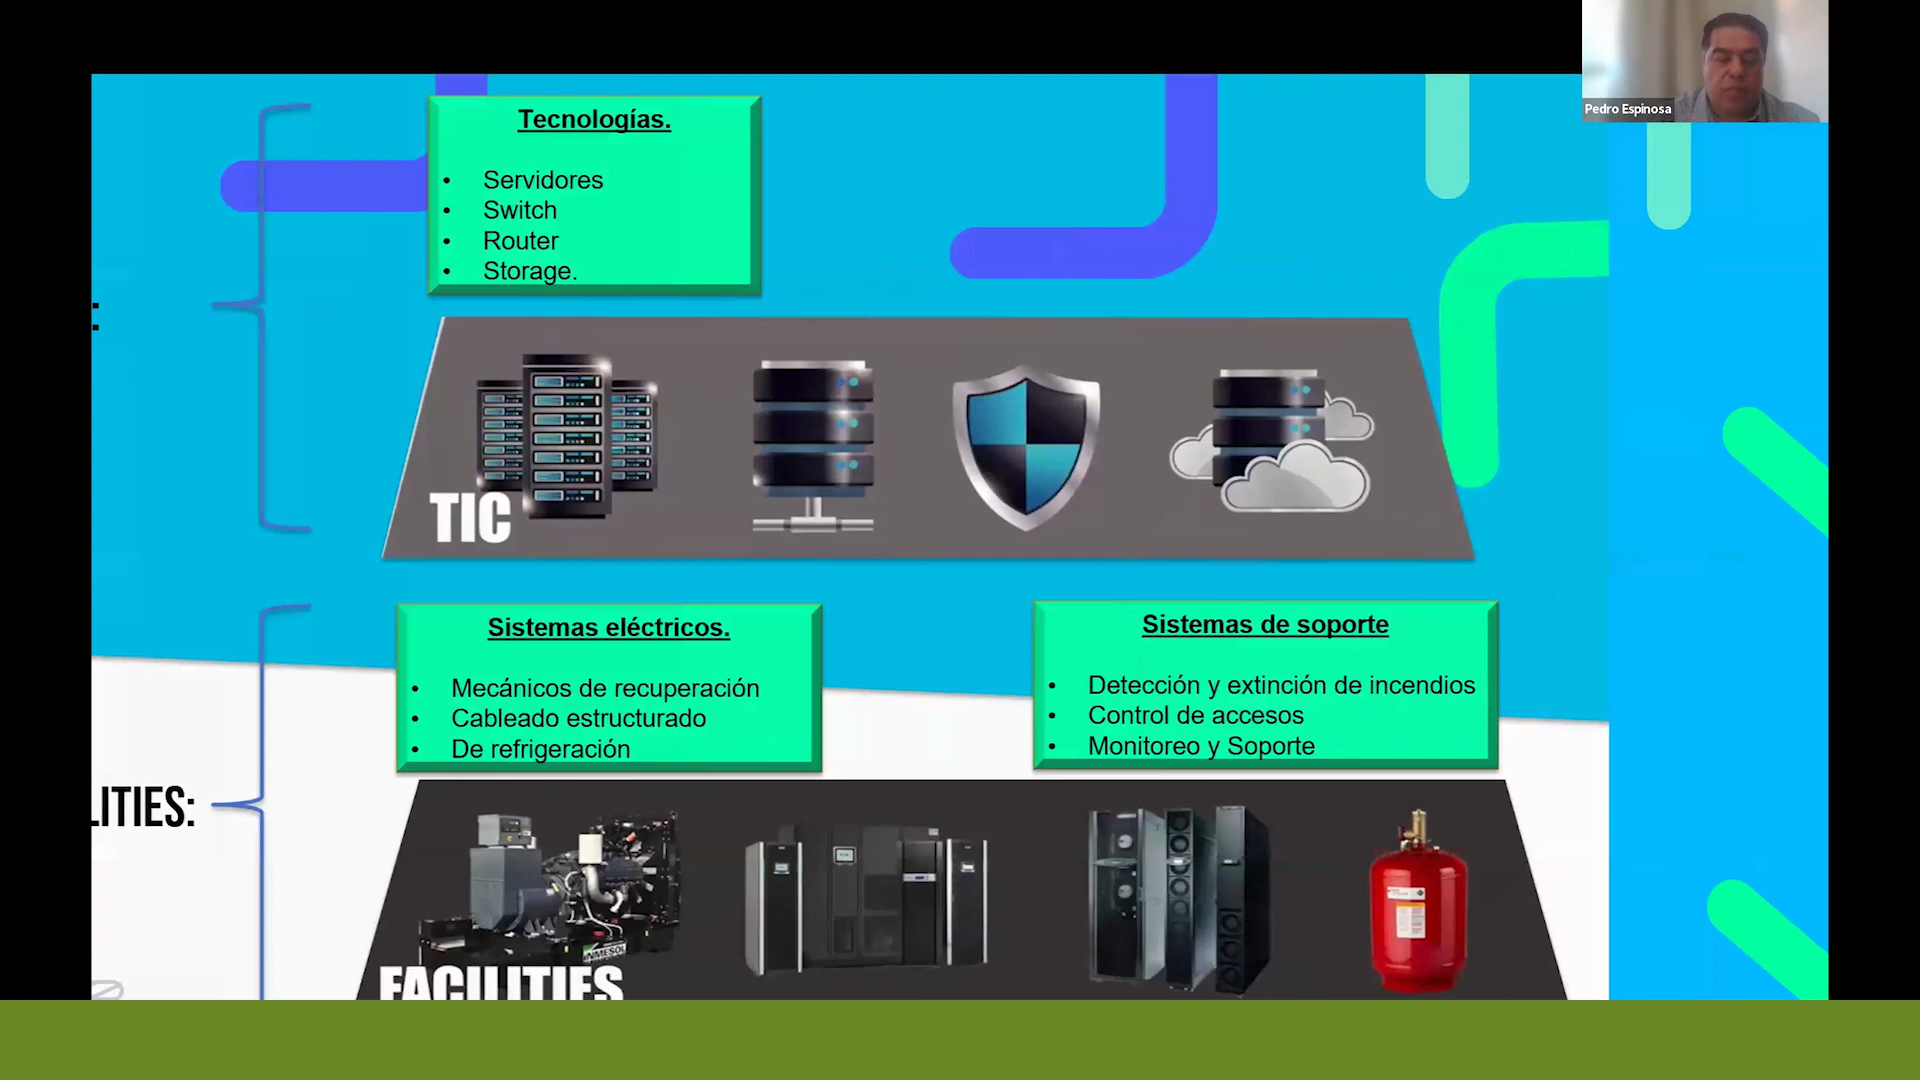 Pedro Espinosa
Tecnologías.
• Servidores
• Switch
• Router
• Storage.
:
TIC
Sistemas eléctricos.
• Mecánicos de recuperación
• Cableado estructurado
• De refrigeración
Sistemas de soporte
• Detección y extinción de incendios
• Control de accesos
• Monitoreo y Soporte
LITIES:
INMESOL
FACILITIES